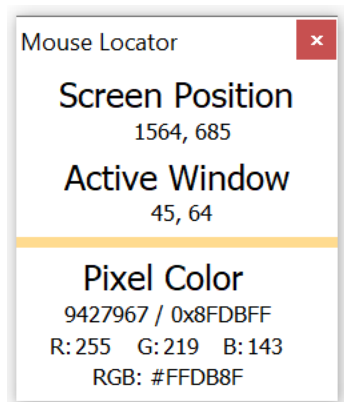 Mouse Locator
Screen Position
1564, 685
Active Window
45, 64
Pixel Color
9427967 / 0x8FDBFF
R: 255 G: 219 B: 143
RGB: #FFDB8F